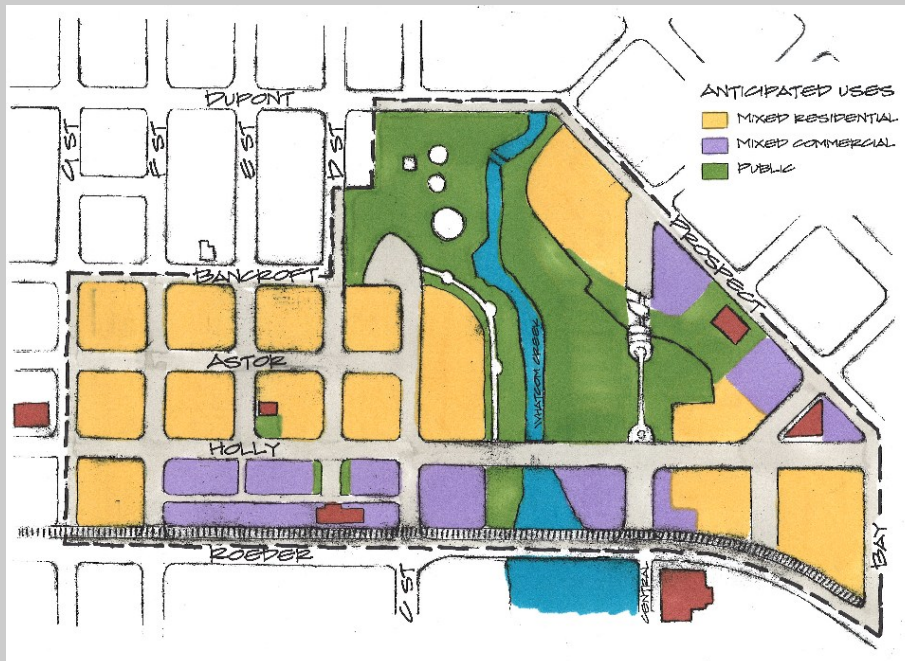 DUPONT
G ST
F ST
E ST
D ST
ANTICIPATED USES
MIXED RESIDENTIAL
MIXED COMMERCIAL
PUBLIC
PROSPECT
BANCROFT
WHATCOM CREEK
ASTOR
HOLLY
ROEDER
C ST
CENTRAL
BAY